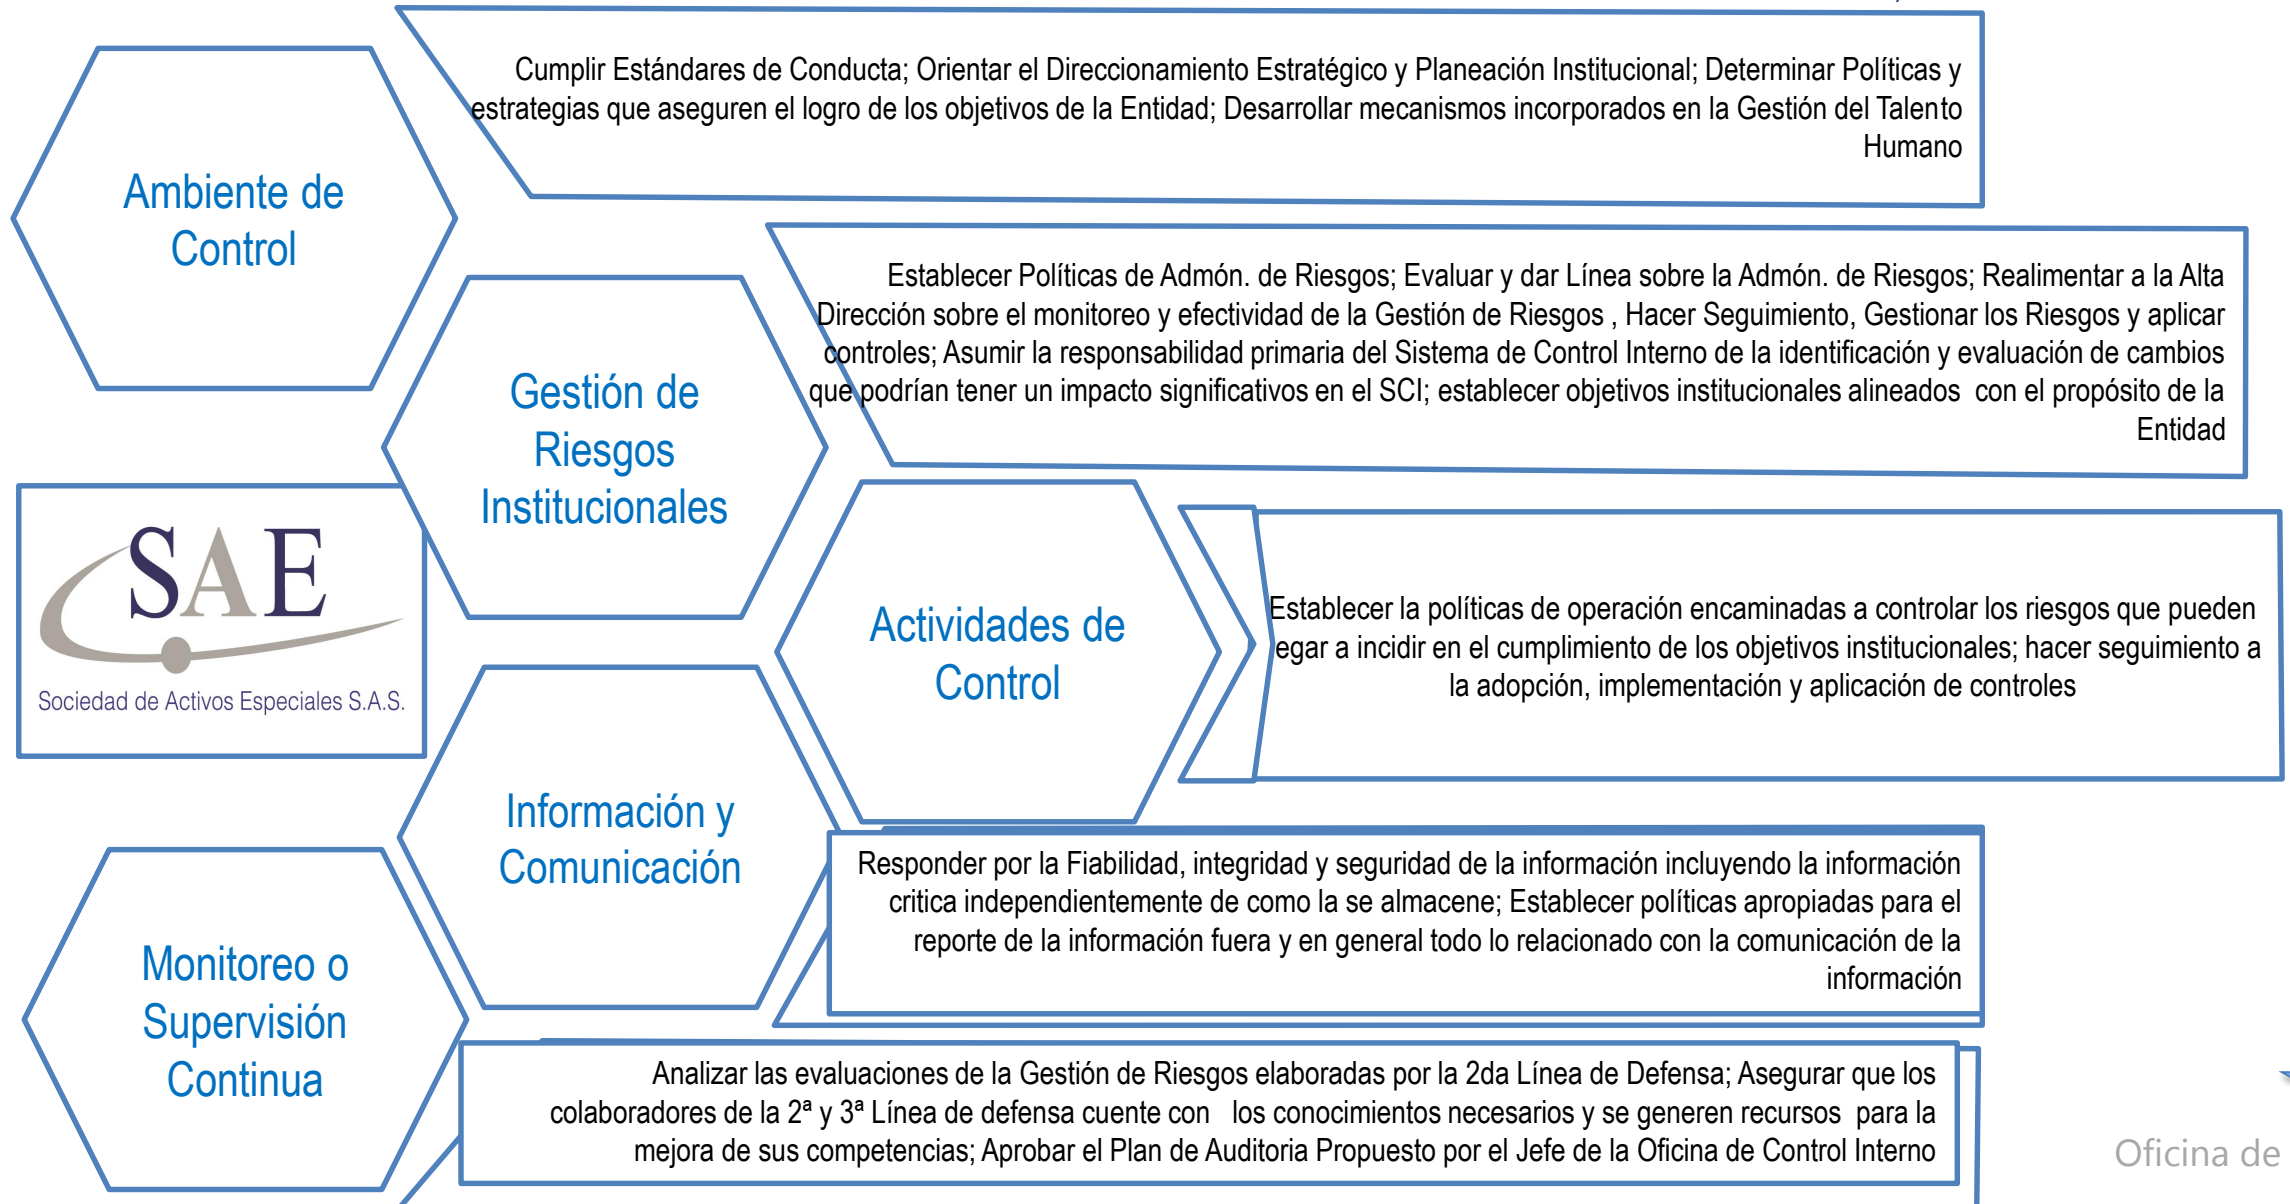 Cumplir Estándares de Conducta; Orientar el Direccionamiento Estratégico y Planeación Institucional; Determinar Políticas y
estrategias que aseguren el logro de los objetivos de la Entidad; Desarrollar mecanismos incorporados en la Gestión del Talento
Humano
Ambiente de
Control
Establecer Políticas de Admón. de Riesgos; Evaluar y dar Línea sobre la Admón. de Riesgos; Realimentar a la Alta
Dirección sobre el monitoreo y efectividad de la Gestión de Riesgos , Hacer Seguimiento, Gestionar los Riesgos y aplicar
controles; Asumir la responsabilidad primaria del Sistema de Control Interno de la identificación y evaluación de cambios
que podrían tener un impacto significativos en el SCI; establecer objetivos institucionales alineados con el propósito de la
Entidad
Gestión de
Riesgos
Institucionales
SAE
Sociedad de Activos Especiales S.A.S.
Actividades de
Control
Establecer la políticas de operación encaminadas a controlar los riesgos que pueden
egar a incidir en el cumplimiento de los objetivos institucionales; hacer seguimiento a
la adopción, implementación y aplicación de controles
Información y
Comunicación
Responder por la Fiabilidad, integridad y seguridad de la información incluyendo la información
critica independientemente de como la se almacene; Establecer políticas apropiadas para el
reporte de la información fuera y en general todo lo relacionado con la comunicación de la
información
Monitoreo o
Supervisión
Continua
Analizar las evaluaciones de la Gestión de Riesgos elaboradas por la 2da Línea de Defensa; Asegurar que los
colaboradores de la 2ª y 3ª Línea de defensa cuente con los conocimientos necesarios y se generen recursos para la
mejora de sus competencias; Aprobar el Plan de Auditoria Propuesto por el Jefe de la Oficina de Control Interno
Oficina de